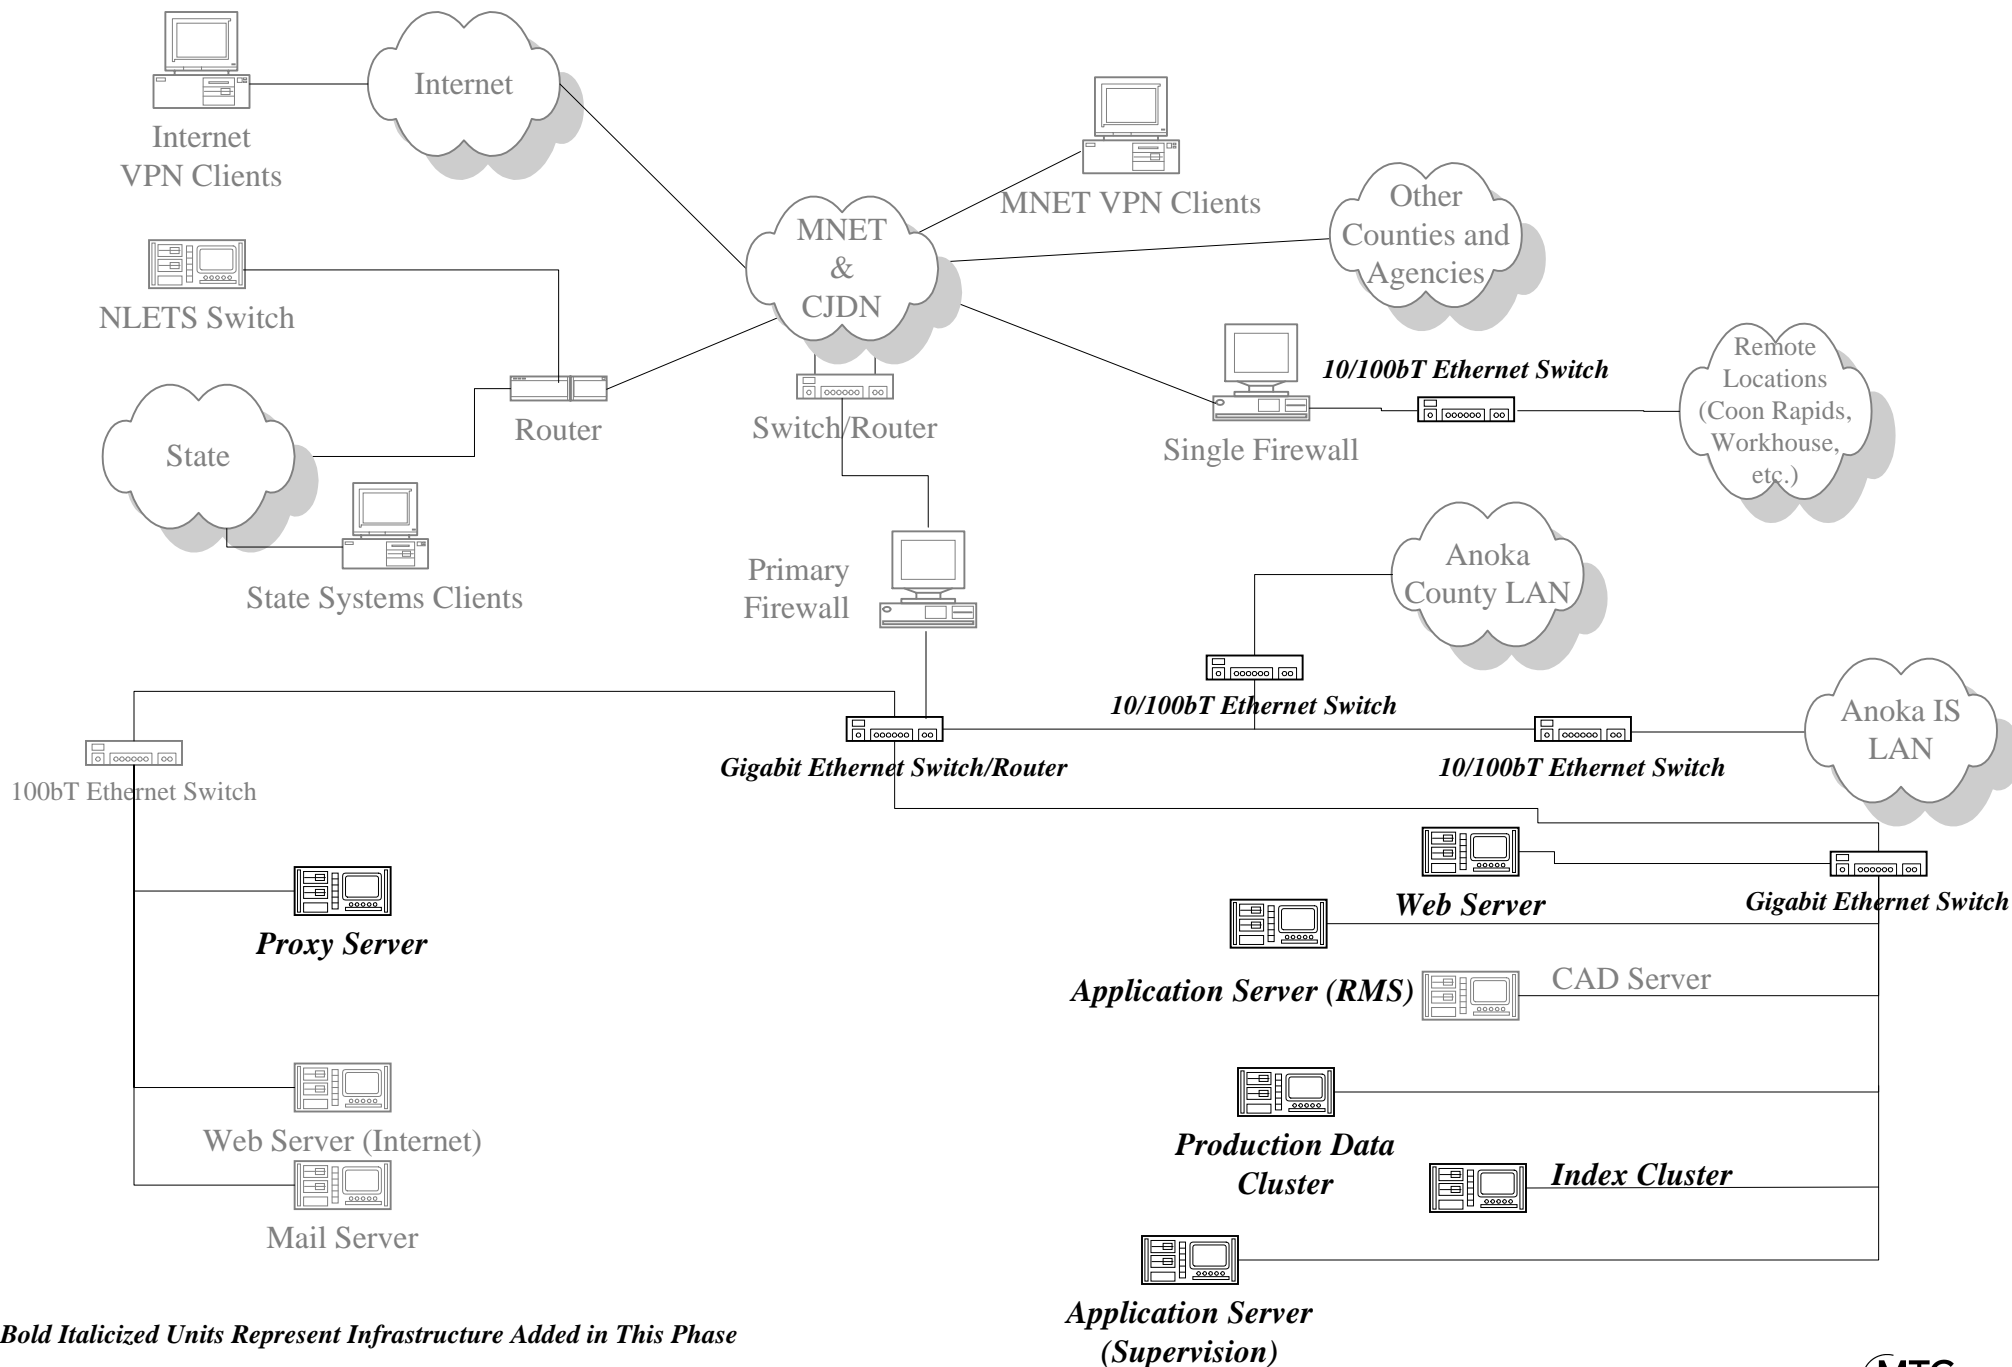 Internet
VPN Clients
Internet
MNET VPN Clients
MNET
&
CJDN
Other
Counties and
Agencies
NLETS Switch
10/100bT Ethernet Switch
Remote
Locations
(Coon Rapids,
Workhouse,
etc.)
Router
Switch/Router
Single Firewall
State
State Systems Clients
Primary
Firewall
Anoka
County LAN
10/100bT Ethernet Switch
Anoka IS
LAN
100bT Ethernet Switch
Gigabit Ethernet Switch/Router
10/100bT Ethernet Switch
Web Server
Gigabit Ethernet Switch
Proxy Server
Application Server (RMS)
CAD Server
Web Server (Internet)
Production Data
Cluster
Index Cluster
Mail Server
Application Server
(Supervision)
Bold Italicized Units Represent Infrastructure Added in This Phase